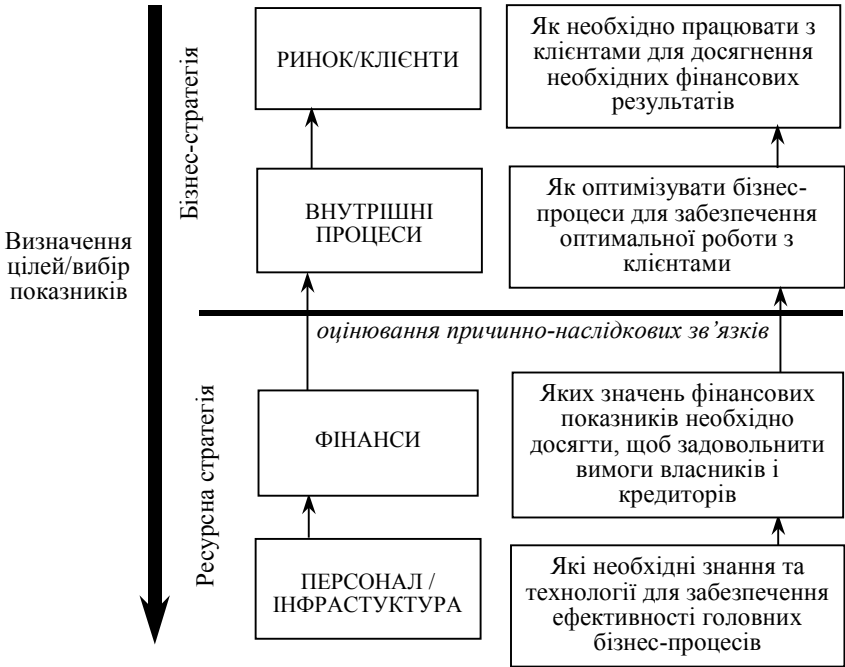 Визначення
цілей/вибір
показників
Бізнес-стратегія
РИНОК/КЛІЄНТИ
Як необхідно працювати з
клієнтами для досягнення
необхідних фінансових
результатів
ВНУТРІШНІ
ПРОЦЕСИ
Як оптимізувати бізнес-
процеси для забезпечення
оптимальної роботи з
клієнтами
оцінювання причинно-наслідкових зв’язків
Ресурсна стратегія
ФІНАНСИ
Яких значень фінансових
показників необхідно
досягти, щоб задовольнити
вимоги власників і
кредиторів
ПЕРСОНАЛ /
ІНФРАСТУКТУРА
Які необхідні знання та
технології для забезпечення
ефективності головних
бізнес-процесів